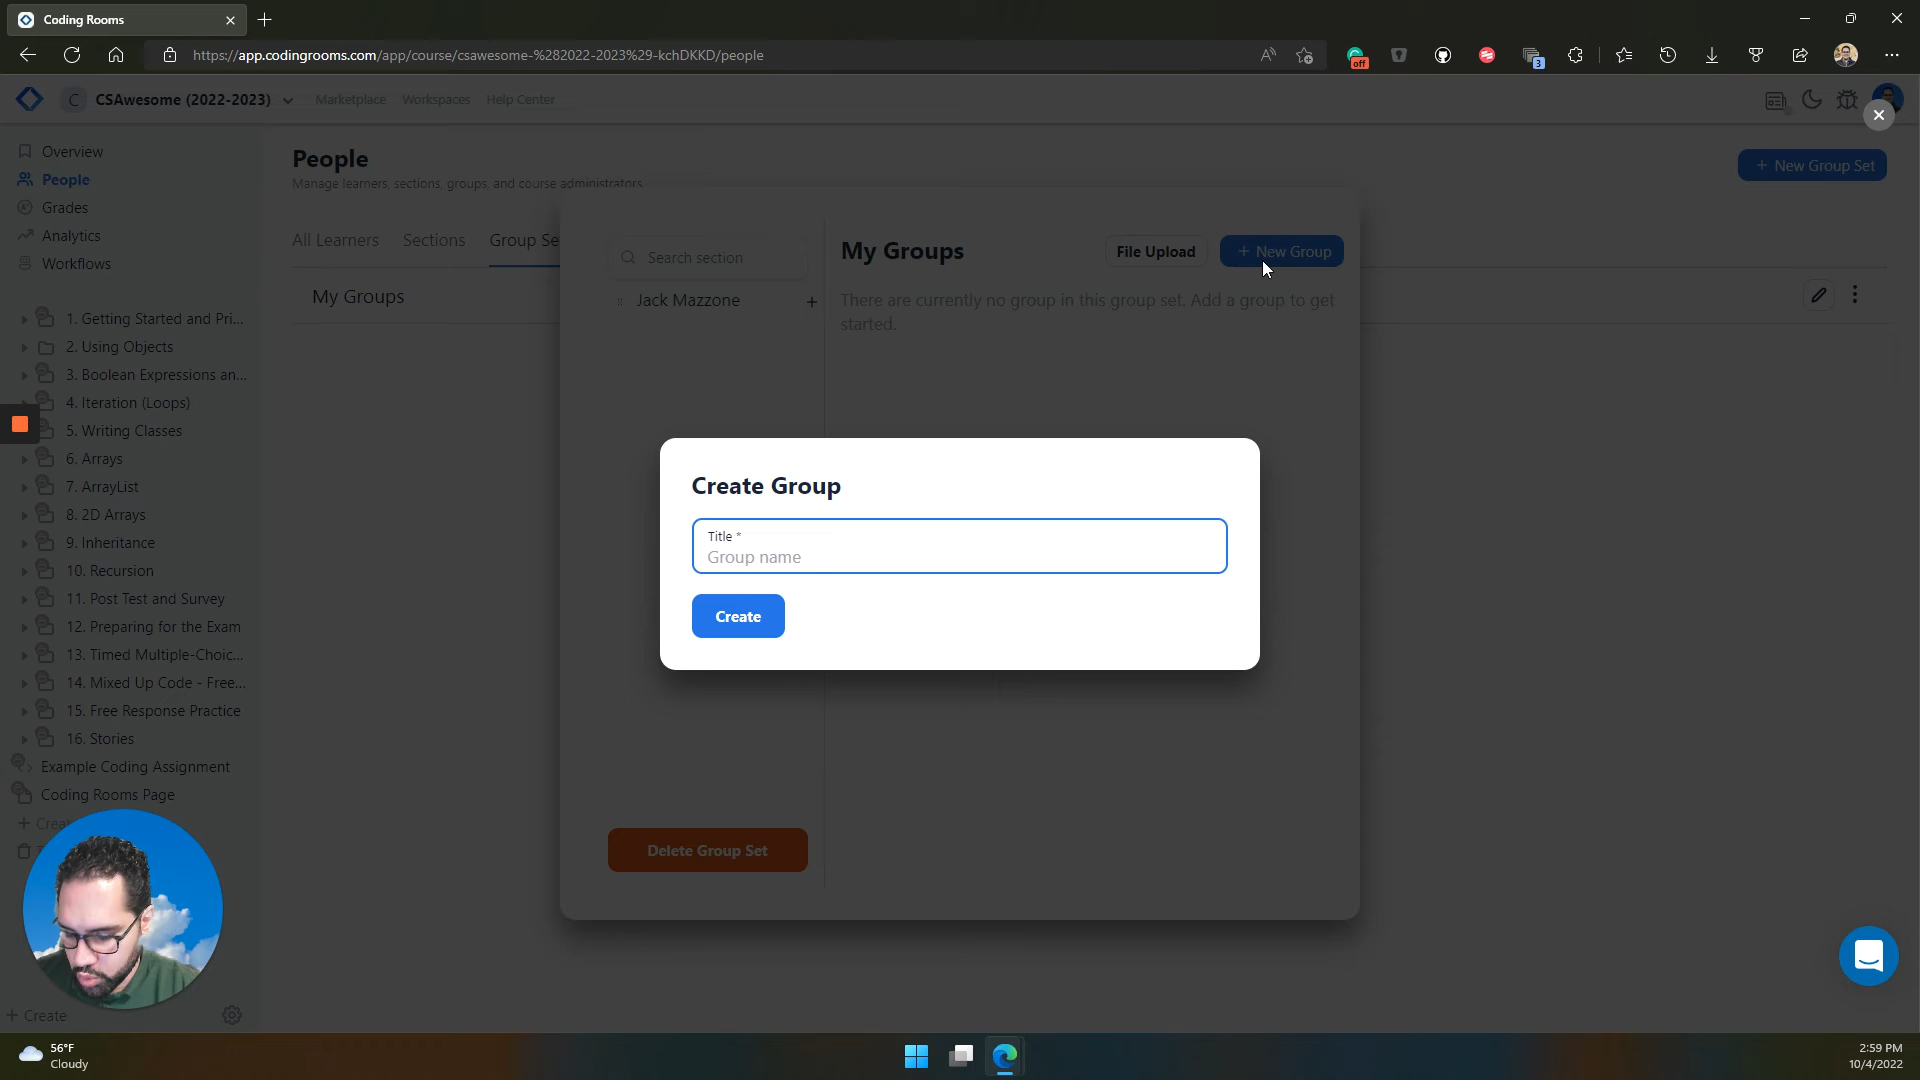 Coding Rooms
https://app.codingrooms.com/app/course/csawesome-%282022-2023%29-kchDKKD/people
off
3
C CSAwesome (2022-2023)
Marketplace Workspaces Help Center
Overview
People
Grades
Analytics
Workflows
1. Getting Started and Pri...
2. Using Objects
3. Boolean Expressions an...
4. Iteration (Loops)
5. Writing Classes
6. Arrays
7. ArrayList
8. 2D Arrays
9. Inheritance
10. Recursion
11. Post Test and Survey
12. Preparing for the Exam
13. Timed Multiple-Choic...
14. Mixed Up Code - Free...
15. Free Response Practice
16. Stories
Example Coding Assignment
Coding Rooms Page
+ Create
People
Manage learners, sections, groups, and course administrators
+ New Group Set
All Learners Sections Group Se
My Groups
Search section
Jack Mazzone +
Delete Group Set
My Groups
File Upload
+ New Group
There are currently no group in this group set. Add a group to get
started.
Create Group
Title *
Group name
Create
56°F
Cloudy
2:59 PM
10/4/2022